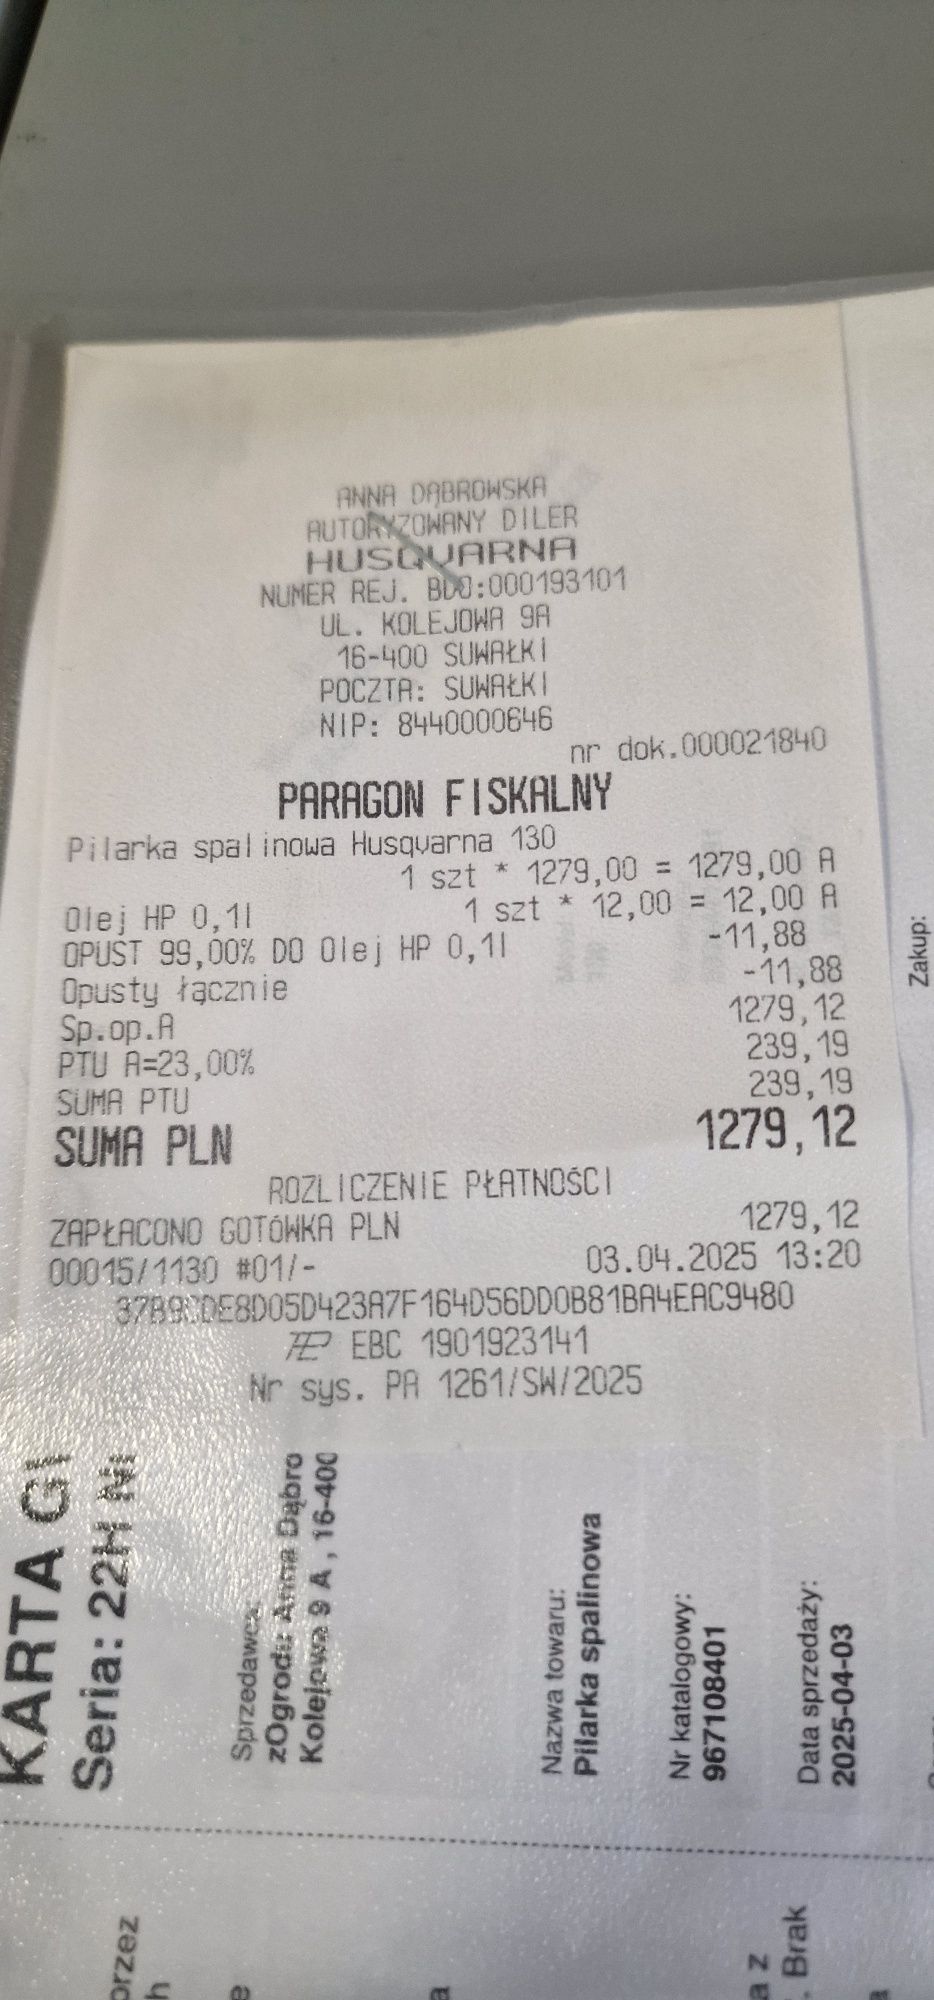 ANNA DĄBROWSKA
AUTORYZOWANY DILER
HUSQVARNA
NUMER REJ. BDO:000193101
UL. KOLEJOWA 9A
16-400 SUWAŁKI
POCZTA: SUWAŁKI
NIP: 8440000646
nr dok.000021840
PARAGON FISKALNY
Pilarka spalinowa Husqvarna 130
1 szt * 1279,00 = 1279,00 A
Olej HP 0,1l 1 szt * 12,00 = 12,00 A
OPUST 99,00% DO Olej HP 0,1l -11,88
Opusty łącznie -11,88
Sp.op.A 1279,12
PTU A=23,00% 239,19
SUMA PTU 239,19
SUMA PLN 1279,12
ROZLICZENIE PŁATNOŚCI
ZAPŁACONO GOTÓWKA PLN 1279,12
00015/1130 #01/- 03.04.2025 13:20
EBC 1901923141
Nr sys. PA 1261/SW/2025
KARTA
Seria: 22H
Sprzedawca:
zOgrodu Anna Dąbro
Kolejowa 9 A , 16-400
Nazwa towaru:
Pilarka spalinowa
Nr katalogowy:
967108401
Data sprzedaży:
2025-04-03
Zakup:
przez
h
e
a
a z
. Brak
a